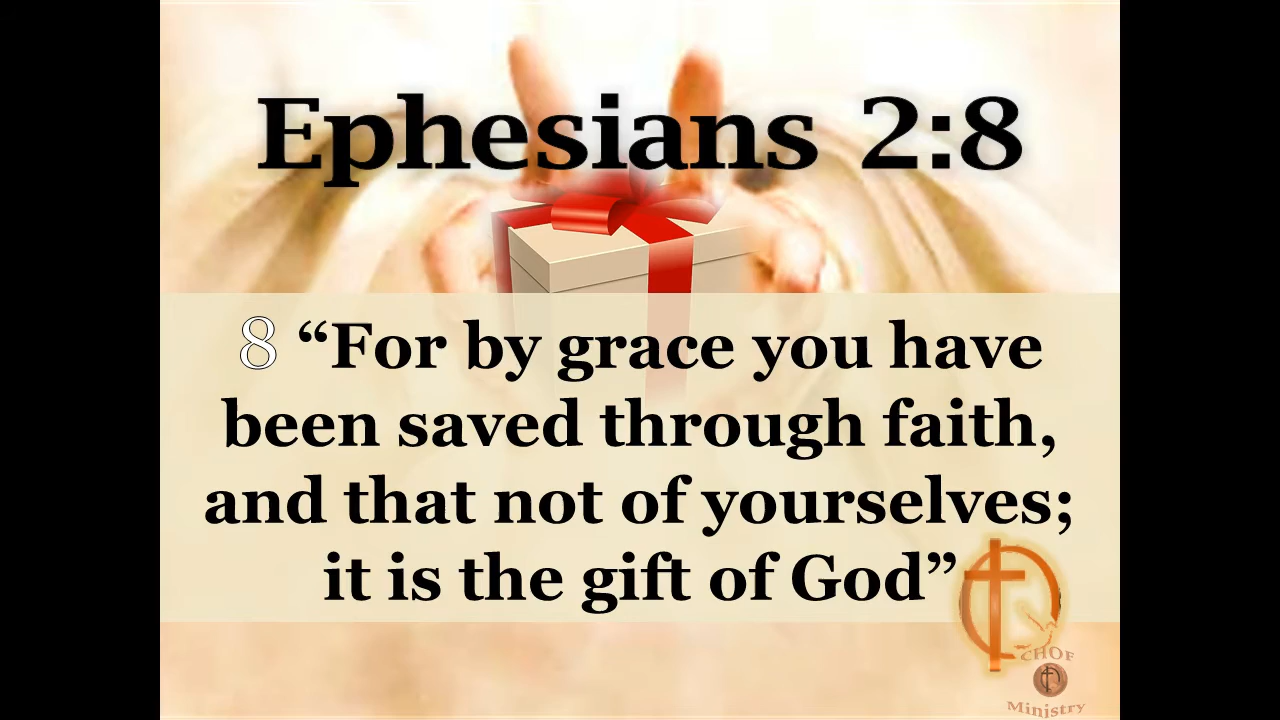 Ephesians 2:8
8 “For by grace you have
been saved through faith,
and that not of yourselves;
it is the gift of God”
CHOF
Ministry